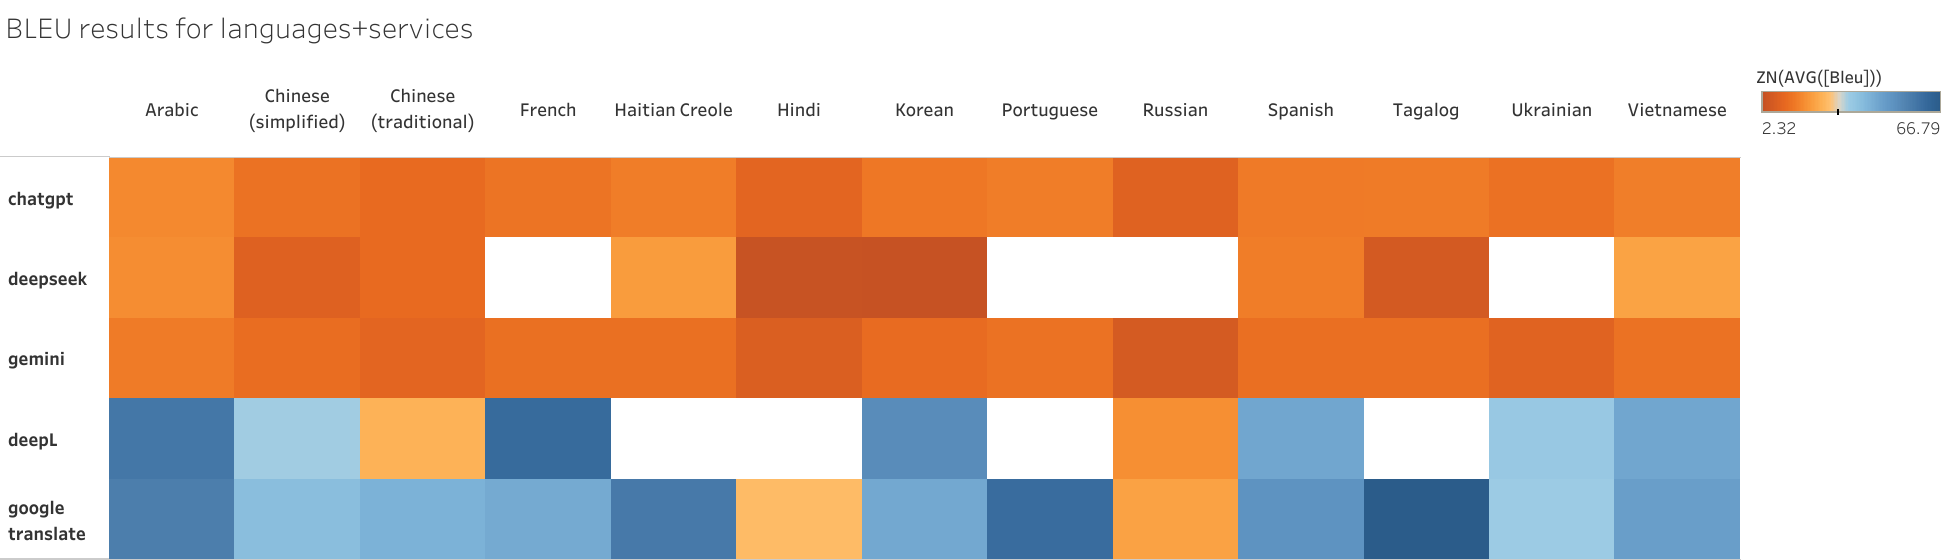 BLEU results for languages+services
ZN(AVG([Bleu]))
2.32 66.79
Arabic
Chinese
(simplified)
Chinese
(traditional)
French
Haitian Creole
Hindi
Korean
Portuguese
Russian
Spanish
Tagalog
Ukrainian
Vietnamese
chatgpt
deepseek
gemini
deepL
google
translate